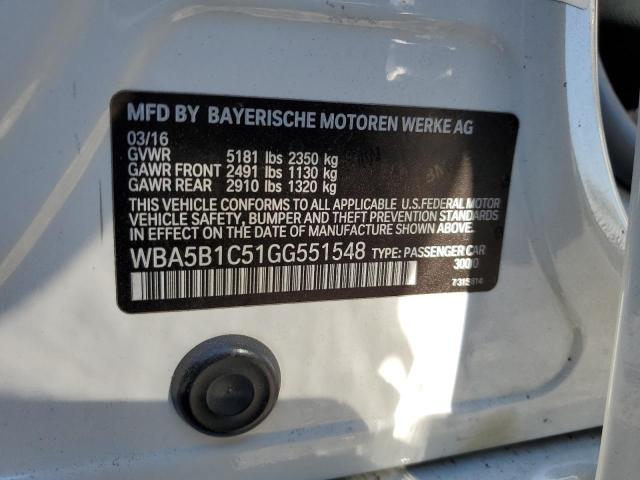 MFD BY BAYERISCHE MOTOREN WERKE AG
03/16
GVWR 5181 lbs 2350 kg
GAWR FRONT 2491 lbs 1130 kg
GAWR REAR 2910 lbs 1320 kg
THIS VEHICLE CONFORMS TO ALL APPLICABLE U.S.FEDERAL MOTOR
VEHICLE SAFETY, BUMPER AND THEFT PREVENTION STANDARDS
IN EFFECT ON THE DATE OF MANUFACTURE SHOWN ABOVE.
WBA5B1C51GG551548 TYPE: PASSENGER CAR